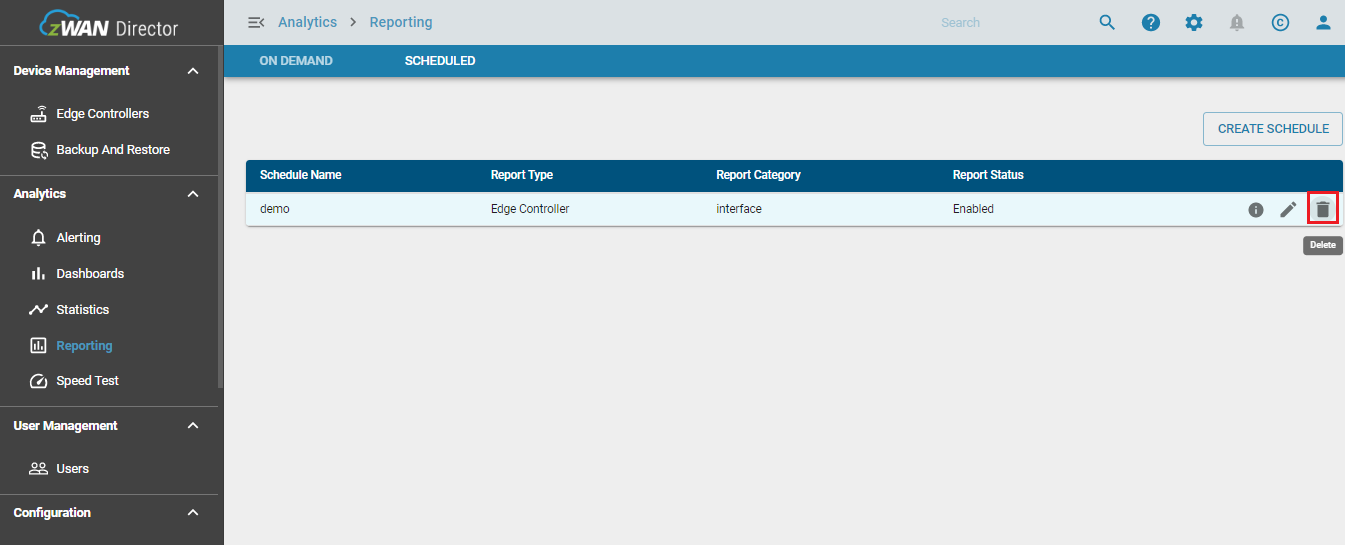 zWAN Director
Analytics > Reporting
Search
ON DEMAND SCHEDULED
Device Management
Edge Controllers
Backup And Restore
Analytics
Alerting
Dashboards
Statistics
Reporting
Speed Test
User Management
Users
Configuration
CREATE SCHEDULE
Schedule Name Report Type Report Category Report Status
demo Edge Controller interface Enabled
Delete